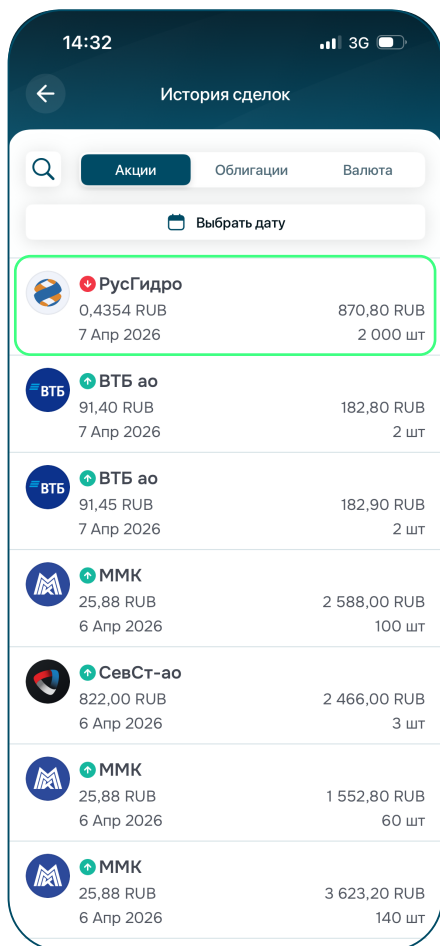 14:32 3G
История сделок
Акции Облигации Валюта
Выбрать дату
РусГидро
0,4354 RUB 870,80 RUB
7 Апр 2026 2 000 шт
ВТБ
ВТБ ао
91,40 RUB 182,80 RUB
7 Апр 2026 2 шт
ВТБ
ВТБ ао
91,45 RUB 182,90 RUB
7 Апр 2026 2 шт
ММК
25,88 RUB 2 588,00 RUB
6 Апр 2026 100 шт
СевСт-ао
822,00 RUB 2 466,00 RUB
6 Апр 2026 3 шт
ММК
25,88 RUB 1 552,80 RUB
6 Апр 2026 60 шт
ММК
25,88 RUB 3 623,20 RUB
6 Апр 2026 140 шт